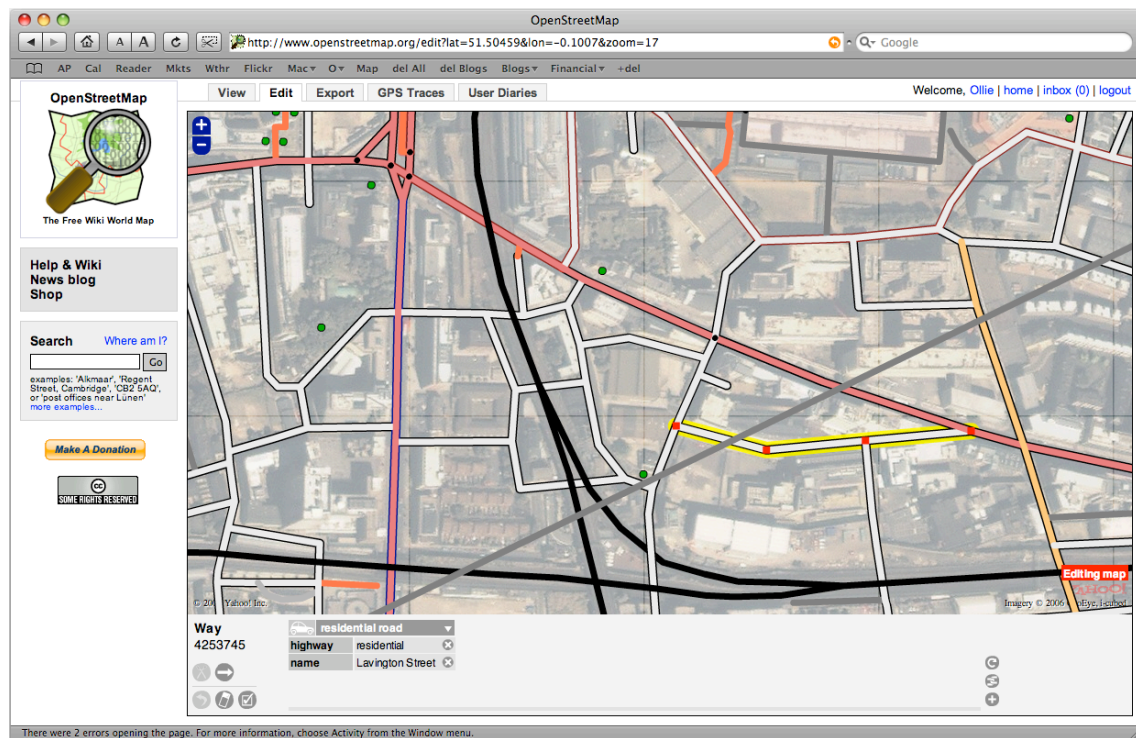 OpenStreetMap
A A C http://www.openstreetmap.org/edit?lat=51.50459&lon=-0.1007&zoom=17 Google
AP Cal Reader Mkts Wthr Flickr Mac O Map del All del Blogs Blogs Financial +del
OpenStreetMap
The Free Wiki World Map
View Edit Export GPS Traces User Diaries
Welcome, Ollie | home | inbox (0) | logout
+
−
Help & Wiki
News blog
Shop
Search Where am I?
Go
examples: 'Alkmaar', 'Regent
Street, Cambridge', 'CB2 5AQ',
or 'post offices near Lünen'
more examples...
Make A Donation
cc
SOME RIGHTS RESERVED
Editing map
YAHOO!
Yahoo! Inc.
Imagery © 2006 i-cubed
Way
4253745
residential road
highway residential
name Lavington Street
There were 2 errors opening the page. For more information, choose Activity from the Window menu.